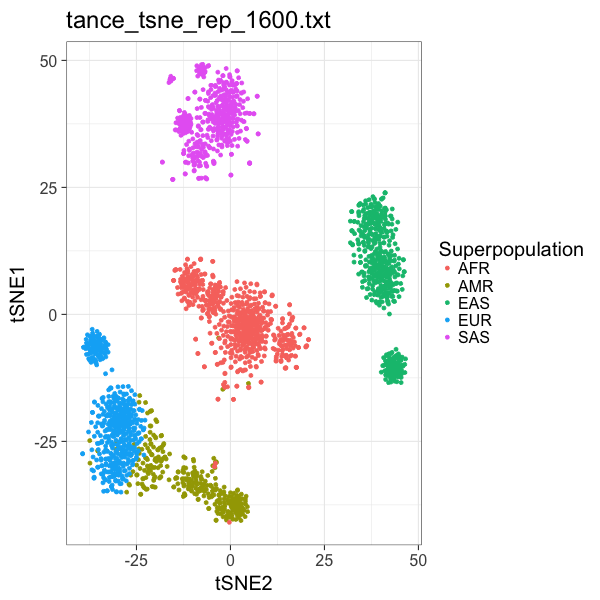 tance_tsne_rep_1600.txt
50
25
0
-25
tSNE1
-25
0
25
50
tSNE2
Superpopulation
AFR
AMR
EAS
EUR
SAS